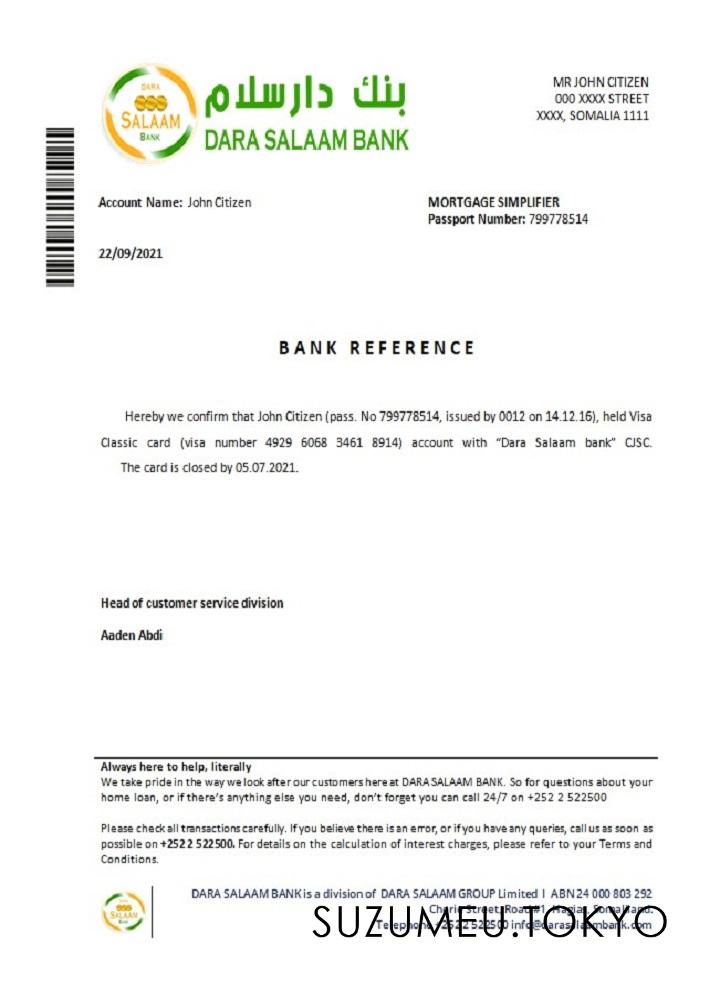 DARA
SALAAM
BANK
بنك دارسلام
DARA SALAAM BANK
MR JOHN CITIZEN
000 XXXX STREET
XXXX, SOMALIA 1111
Account Name: John Citizen
MORTGAGE SIMPLIFIER
Passport Number: 799778514
22/09/2021
BANK REFERENCE
Hereby we confirm that John Citizen (pass. No 799778514, issued by 0012 on 14.12.16), held Visa
Classic card (visa number 4929 6068 3461 8914) account with “Dara Salaam bank” CJSC.
The card is closed by 05.07.2021.
Head of customer service division
Aaden Abdi
Always here to help, literally
We take pride in the way we look after our customers here at DARA SALAAM BANK. So for questions about your
home loan, or if there’s anything else you need, don’t forget you can call 24/7 on +252 2 522500
Please check all transactions carefully. If you believe there is an error, or if you have any queries, call us as soon as
possible on +252 2 522500. For details on the calculation of interest charges, please refer to your Terms and
Conditions.
DARA
SALAAM
BANK
DARA SALAAM BANK is a division of DARA SALAAM GROUP Limited I ABN 24 000 803 292
Street, Road #1, Somaliland.
Telephone +252 2 522500 info@darasalaambank.com
SUZUMEU.TOKYO